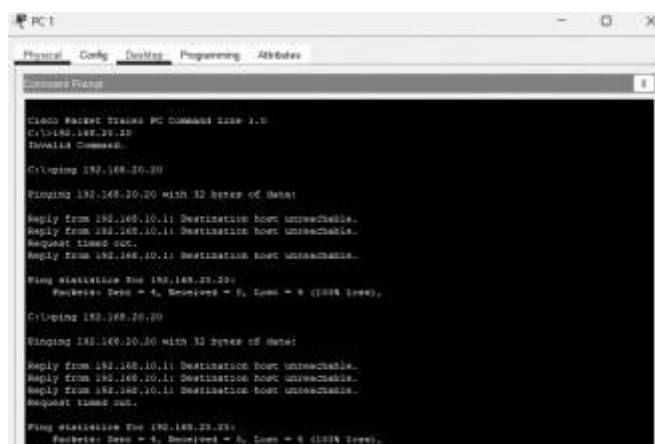 PC 1
Physical Config Desktop Programming Attributes
Command Prompt
Cisco Packet Tracer PC Command Line 1.0
C:\>192.168.20.20
Invalid Command.
C:\>ping 192.168.20.20
Pinging 192.168.20.20 with 32 bytes of data:
Reply from 192.168.10.1: Destination host unreachable.
Reply from 192.168.10.1: Destination host unreachable.
Request timed out.
Reply from 192.168.10.1: Destination host unreachable.
Ping statistics for 192.168.20.20:
Packets: Sent = 4, Received = 0, Lost = 4 (100% loss),
C:\>ping 192.168.20.20
Pinging 192.168.20.20 with 32 bytes of data:
Reply from 192.168.10.1: Destination host unreachable.
Reply from 192.168.10.1: Destination host unreachable.
Reply from 192.168.10.1: Destination host unreachable.
Request timed out.
Ping statistics for 192.168.20.20:
Packets: Sent = 4, Received = 0, Lost = 4 (100% loss),